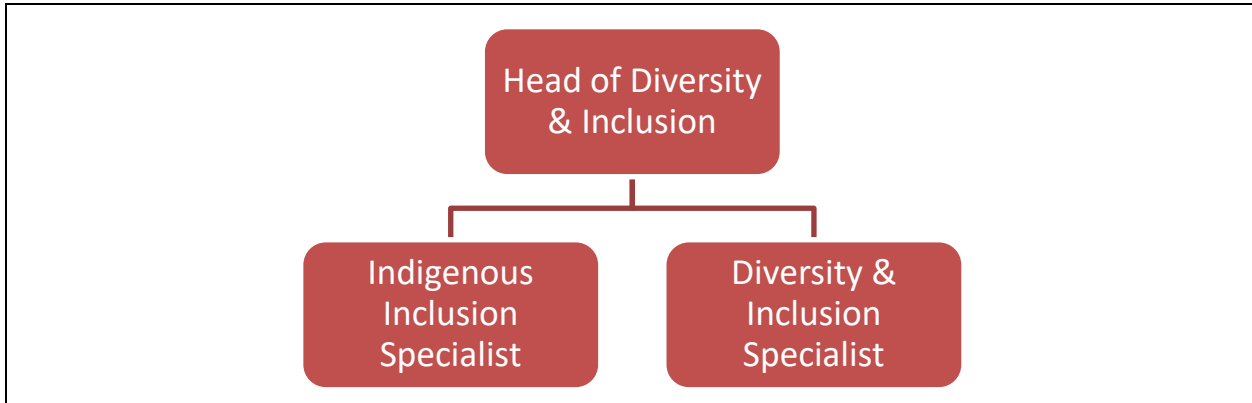 Head of Diversity
& Inclusion
Indigenous
Inclusion
Specialist
Diversity &
Inclusion
Specialist